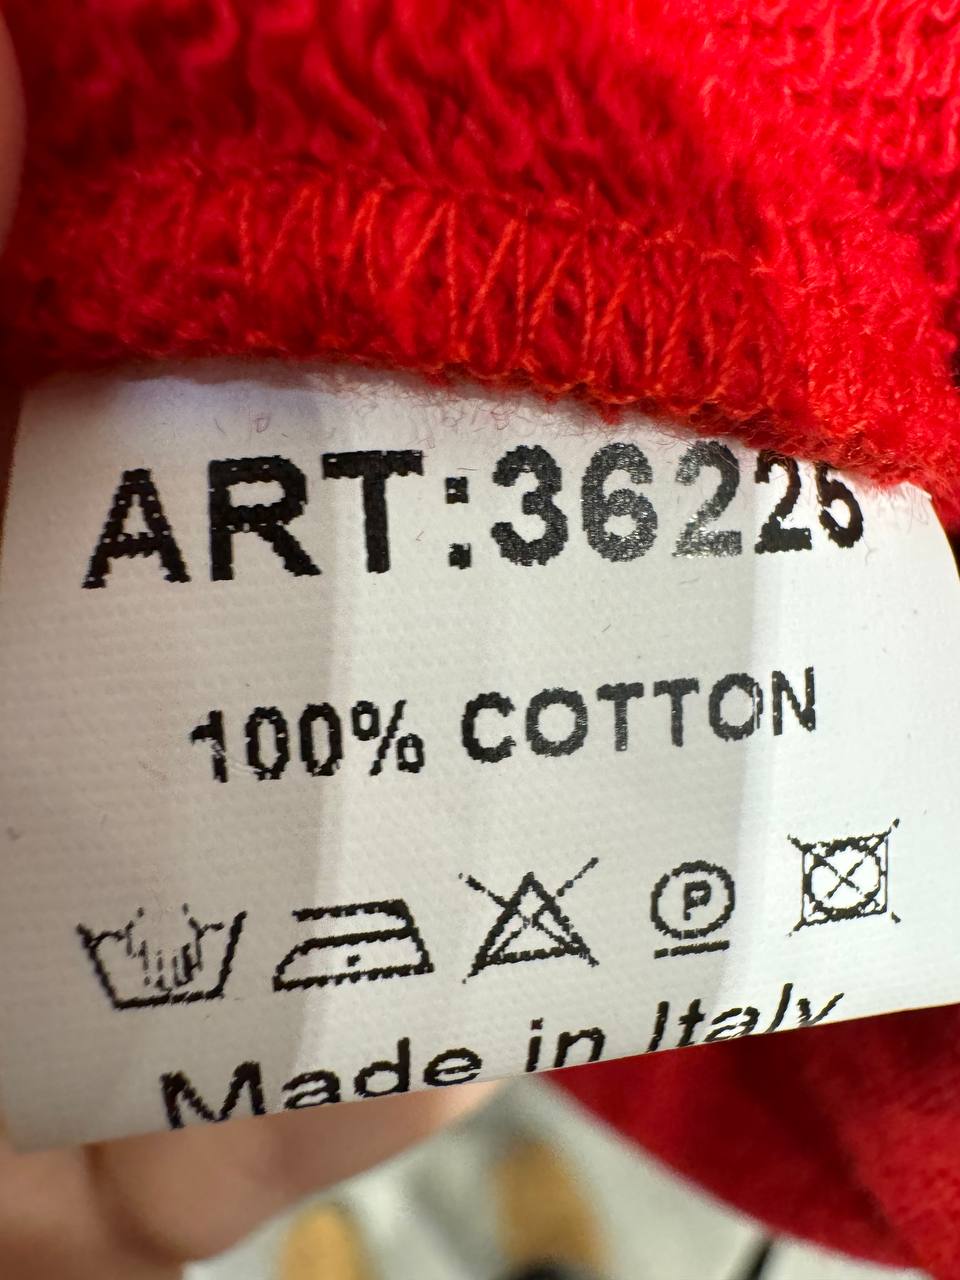 ART:36225
100% COTTON
P
Made in Italy